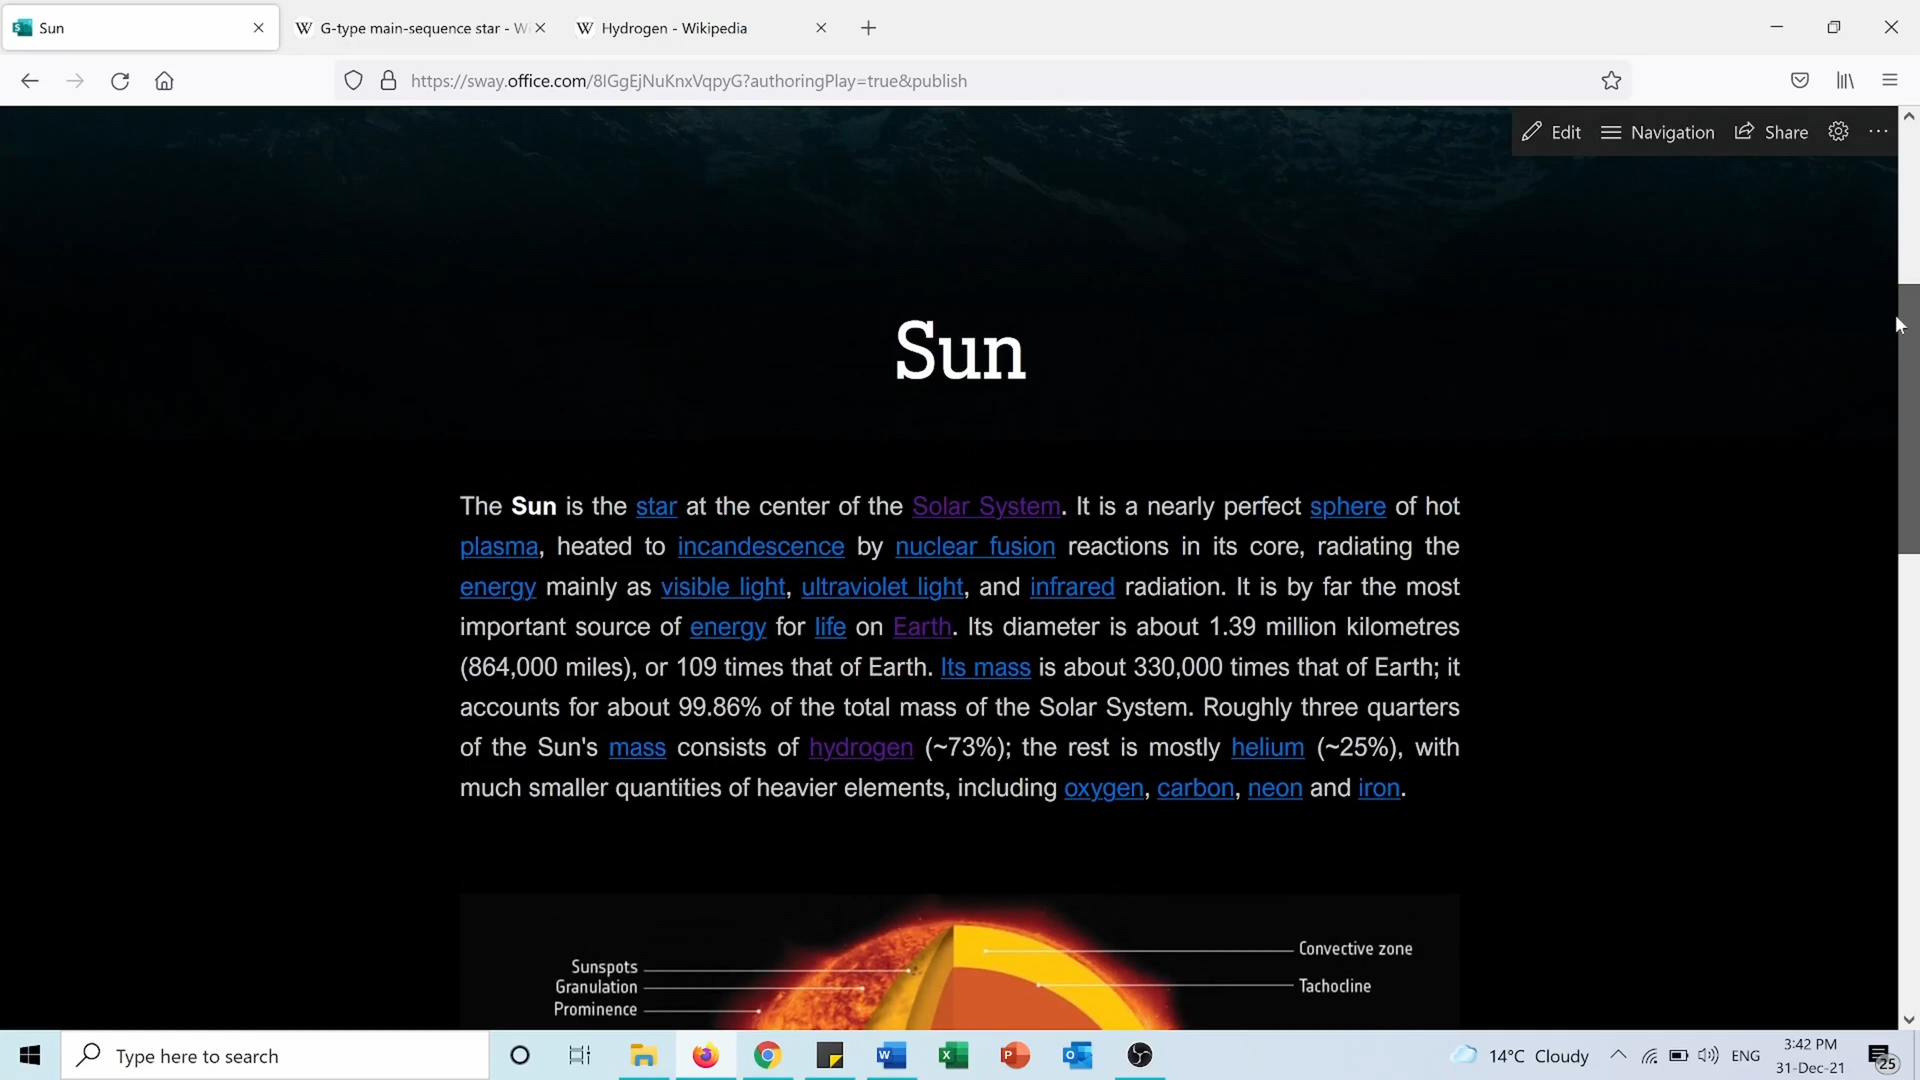 Sun
G-type main-sequence star - Wi
Hydrogen - Wikipedia
https://sway.office.com/8IGgEjNuKnxVqpyG?authoringPlay=true&publish
Edit
Navigation
Share
Sun
The Sun is the star at the center of the Solar System. It is a nearly perfect sphere of hot
plasma, heated to incandescence by nuclear fusion reactions in its core, radiating the
energy mainly as visible light, ultraviolet light, and infrared radiation. It is by far the most
important source of energy for life on Earth. Its diameter is about 1.39 million kilometres
(864,000 miles), or 109 times that of Earth. Its mass is about 330,000 times that of Earth; it
accounts for about 99.86% of the total mass of the Solar System. Roughly three quarters
of the Sun's mass consists of hydrogen (~73%); the rest is mostly helium (~25%), with
much smaller quantities of heavier elements, including oxygen, carbon, neon and iron.
Sunspots
Granulation
Prominence
Convective zone
Tachocline
Type here to search
14°C Cloudy
ENG
3:42 PM
31-Dec-21
25